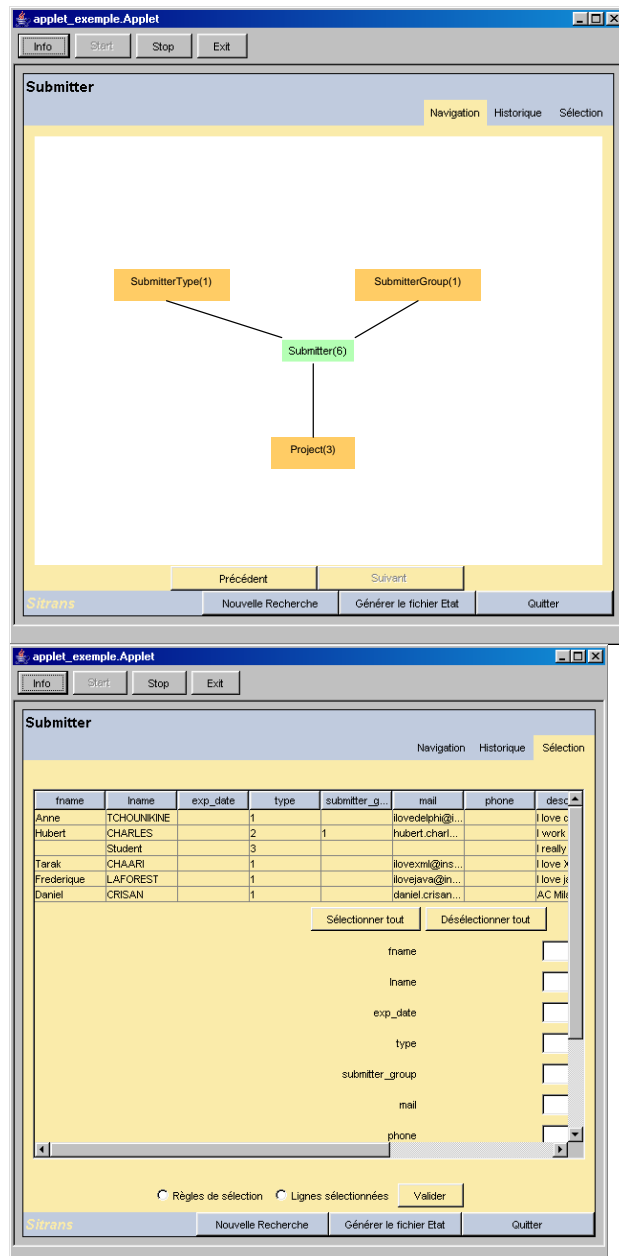 applet_exemple.Applet
Info Start Stop Exit
Submitter
Navigation Historique Sélection
SubmitterType(1) SubmitterGroup(1)
Submitter(6)
Project(3)
Précédent Suivant
Sitrans Nouvelle Recherche Générer le fichier Etat Quitter
applet_exemple.Applet
Info Start Stop Exit
Submitter
Navigation Historique Sélection
fname lname exp_date type submitter_g... mail phone desc
Anne TCHOUNIKINE 1 ilovedelphi@i... I love
Hubert CHARLES 2 1 hubert.charl... I work
Student 3 I really
Tarak CHAARI 1 ilovexml@ins... I love X
Frederique LAFOREST 1 ilovejava@in... I love
Daniel CRISAN 1 daniel.crisan... AC Mil
Sélectionner tout Désélectionner tout
fname
lname
exp_date
type
submitter_group
mail
phone
Règles de sélection Lignes sélectionnées Valider
Sitrans Nouvelle Recherche Générer le fichier Etat Quitter